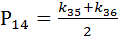 P₁₄ = (k₃₅+k₃₆)/2